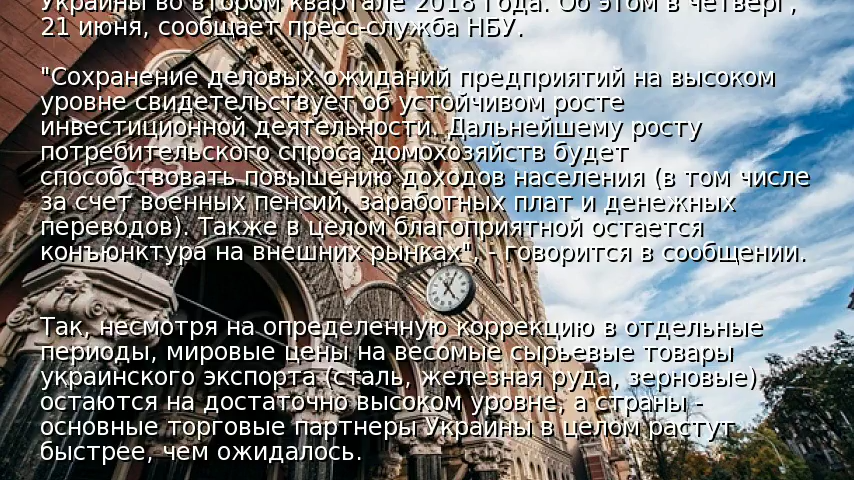 Украины во втором квартале 2018 года. Об этом в четверг,
21 июня, сообщает пресс-служба НБУ.
"Сохранение деловых ожиданий предприятий на высоком
уровне свидетельствует об устойчивом росте
инвестиционной деятельности. Дальнейшему росту
потребительского спроса домохозяйств будет
способствовать повышению доходов населения (в том числе
за счет военных пенсий, заработных плат и денежных
переводов). Также в целом благоприятной остается
конъюнктура на внешних рынках", - говорится в сообщении.
Так, несмотря на определенную коррекцию в отдельные
периоды, мировые цены на весомые сырьевые товары
украинского экспорта (сталь, железная руда, зерновые)
остаются на достаточно высоком уровне, а страны -
основные торговые партнеры Украины в целом растут
быстрее, чем ожидалось.